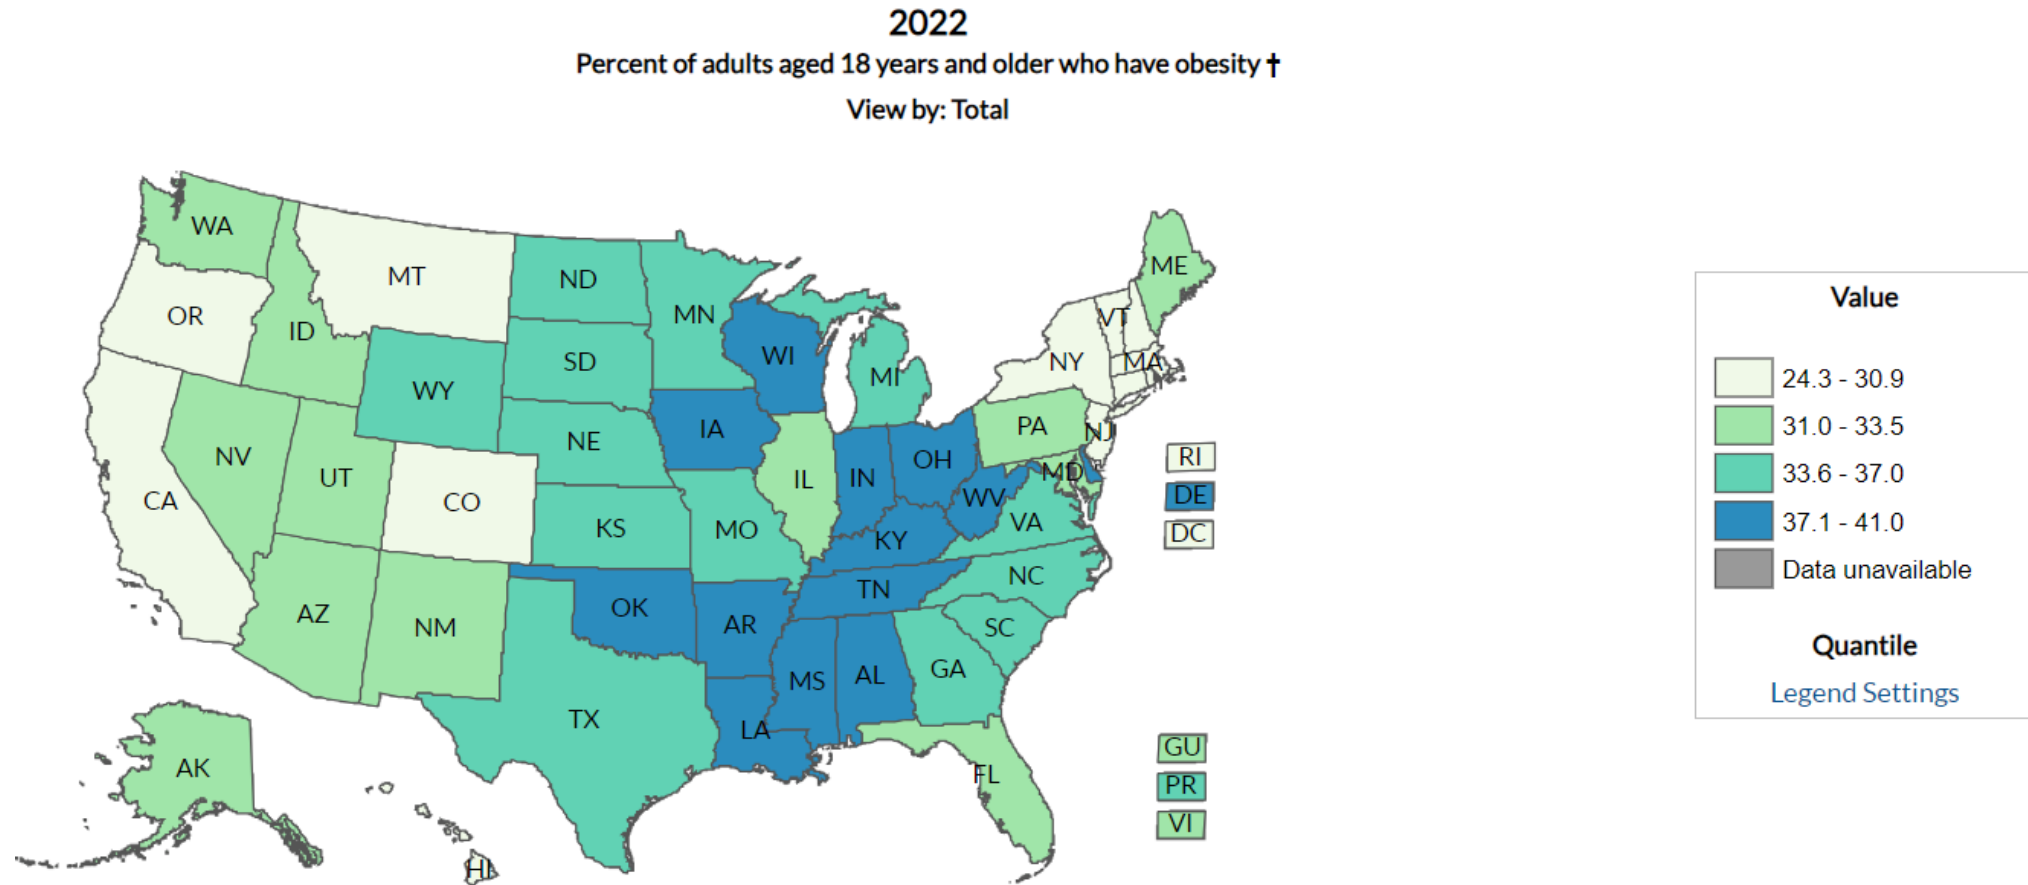 2022
Percent of adults aged 18 years and older who have obesity †
View by: Total
WA
MT
ND
MN
ME
OR
ID
SD
WI
VT
WY
MI
NY
MA
NE
IA
PA
NJ
NV
UT
CO
IL
IN
OH
MD
RI
CA
KS
MO
WV
DE
KY
VA
DC
AZ
NM
OK
AR
TN
NC
SC
TX
LA
MS
AL
GA
AK
FL
GU
PR
VI
HI
Value
24.3 - 30.9
31.0 - 33.5
33.6 - 37.0
37.1 - 41.0
Data unavailable
Quantile
Legend Settings